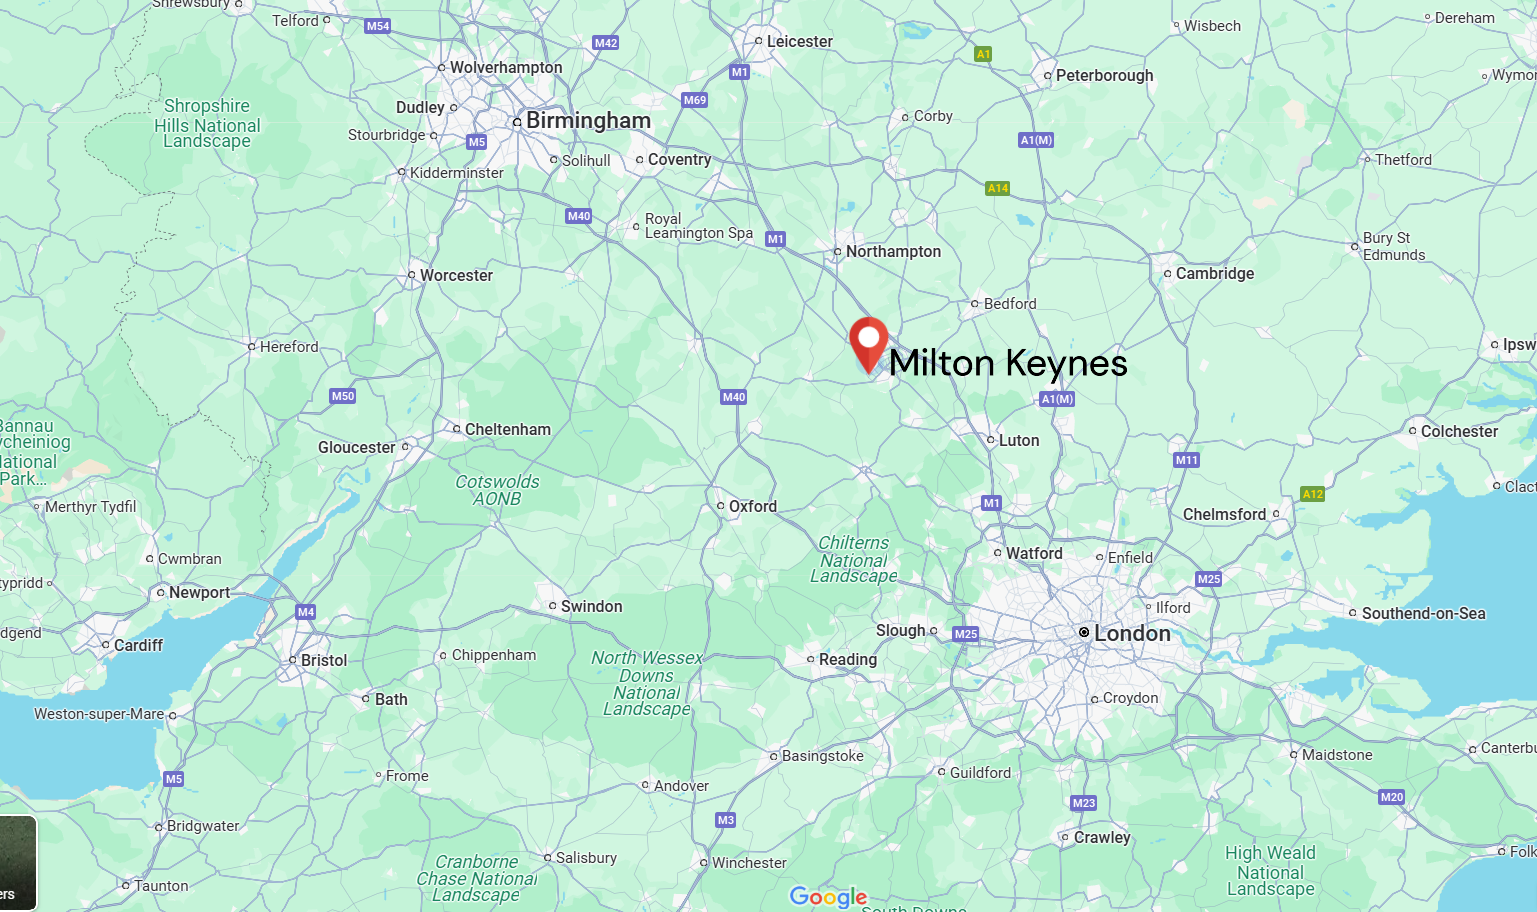 Shrewsbury
Telford
M54
M42
Leicester
Wisbech
Dereham
A1
Wolverhampton
M1
Peterborough
Shropshire
Hills National
Landscape
Dudley
M69
Birmingham
Corby
Stourbridge
M5
A1(M)
Solihull
Coventry
Thetford
Kidderminster
A14
M40
Royal
Leamington Spa
M1
Northampton
Bury St
Edmunds
Worcester
Cambridge
Bedford
Hereford
Milton Keynes
M50
M40
A1(M)
Bannau
National
Park...
Cheltenham
Gloucester
Luton
Colchester
M11
Cotswolds
AONB
Merthyr Tydfil
Oxford
M1
A12
Chelmsford
Chilterns
National
Landscape
Cwmbran
Watford
Enfield
Newport
M25
Swindon
M4
Ilford
Southend-on-Sea
Cardiff
Slough
M25
London
Bristol
Chippenham
North Wessex
Downs
National
Landscape
Reading
Bath
Croydon
Weston-super-Mare
Basingstoke
Maidstone
M5
Frome
Andover
Guildford
M23
M20
Bridgwater
M3
Crawley
Salisbury
Winchester
High Weald
National
Landscape
Cranborne
Chase National
Landscape
Taunton
Google
South Downs